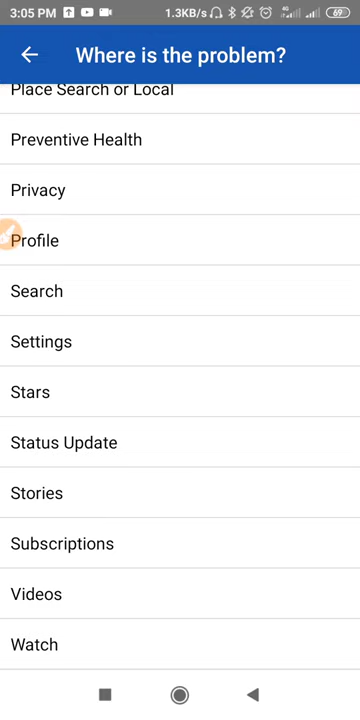 3:05 PM 1.3KB/s 4G 69
Where is the problem?
Place Search or Local
Preventive Health
Privacy
Profile
Search
Settings
Stars
Status Update
Stories
Subscriptions
Videos
Watch